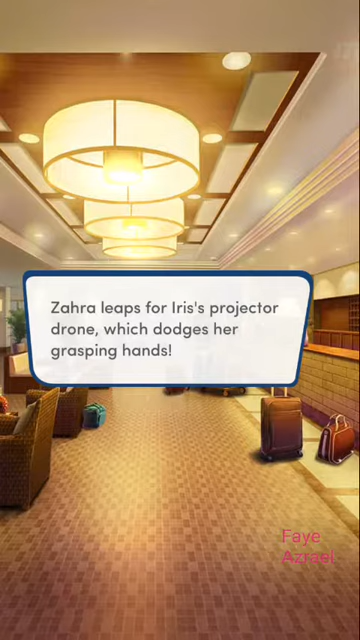 Zahra leaps for Iris's projector
drone, which dodges her
grasping hands!
Faye
Azrael